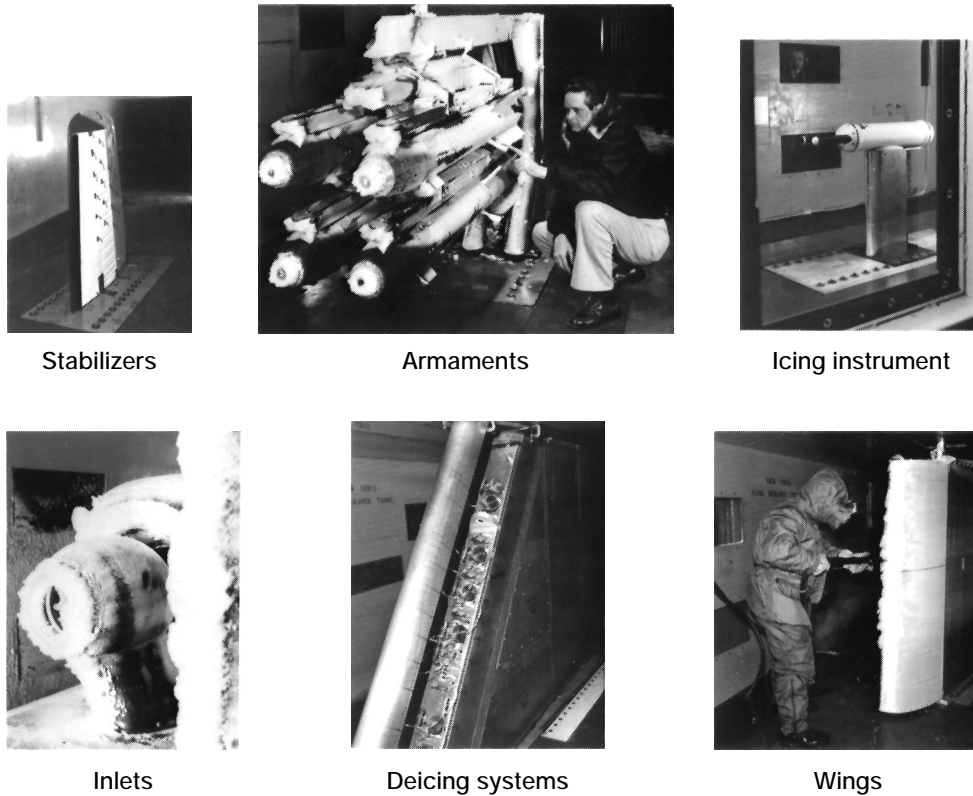 Stabilizers
Armaments
Icing instrument
Inlets
Deicing systems
Wings